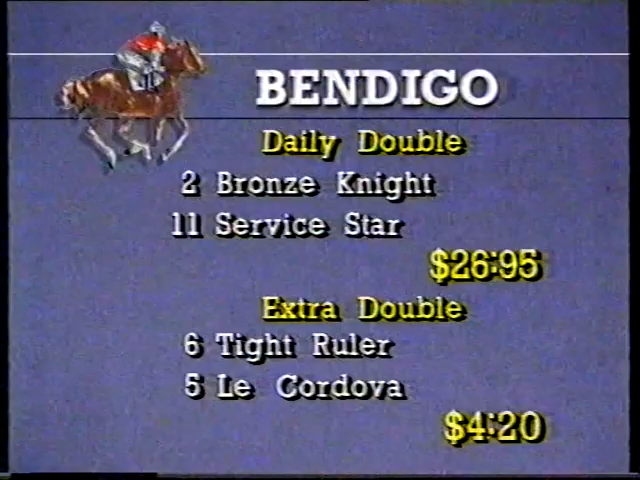 BENDIGO
Daily Double
2 Bronze Knight
11 Service Star
$26:95
Extra Double
6 Tight Ruler
5 Le Cordova
$4:20